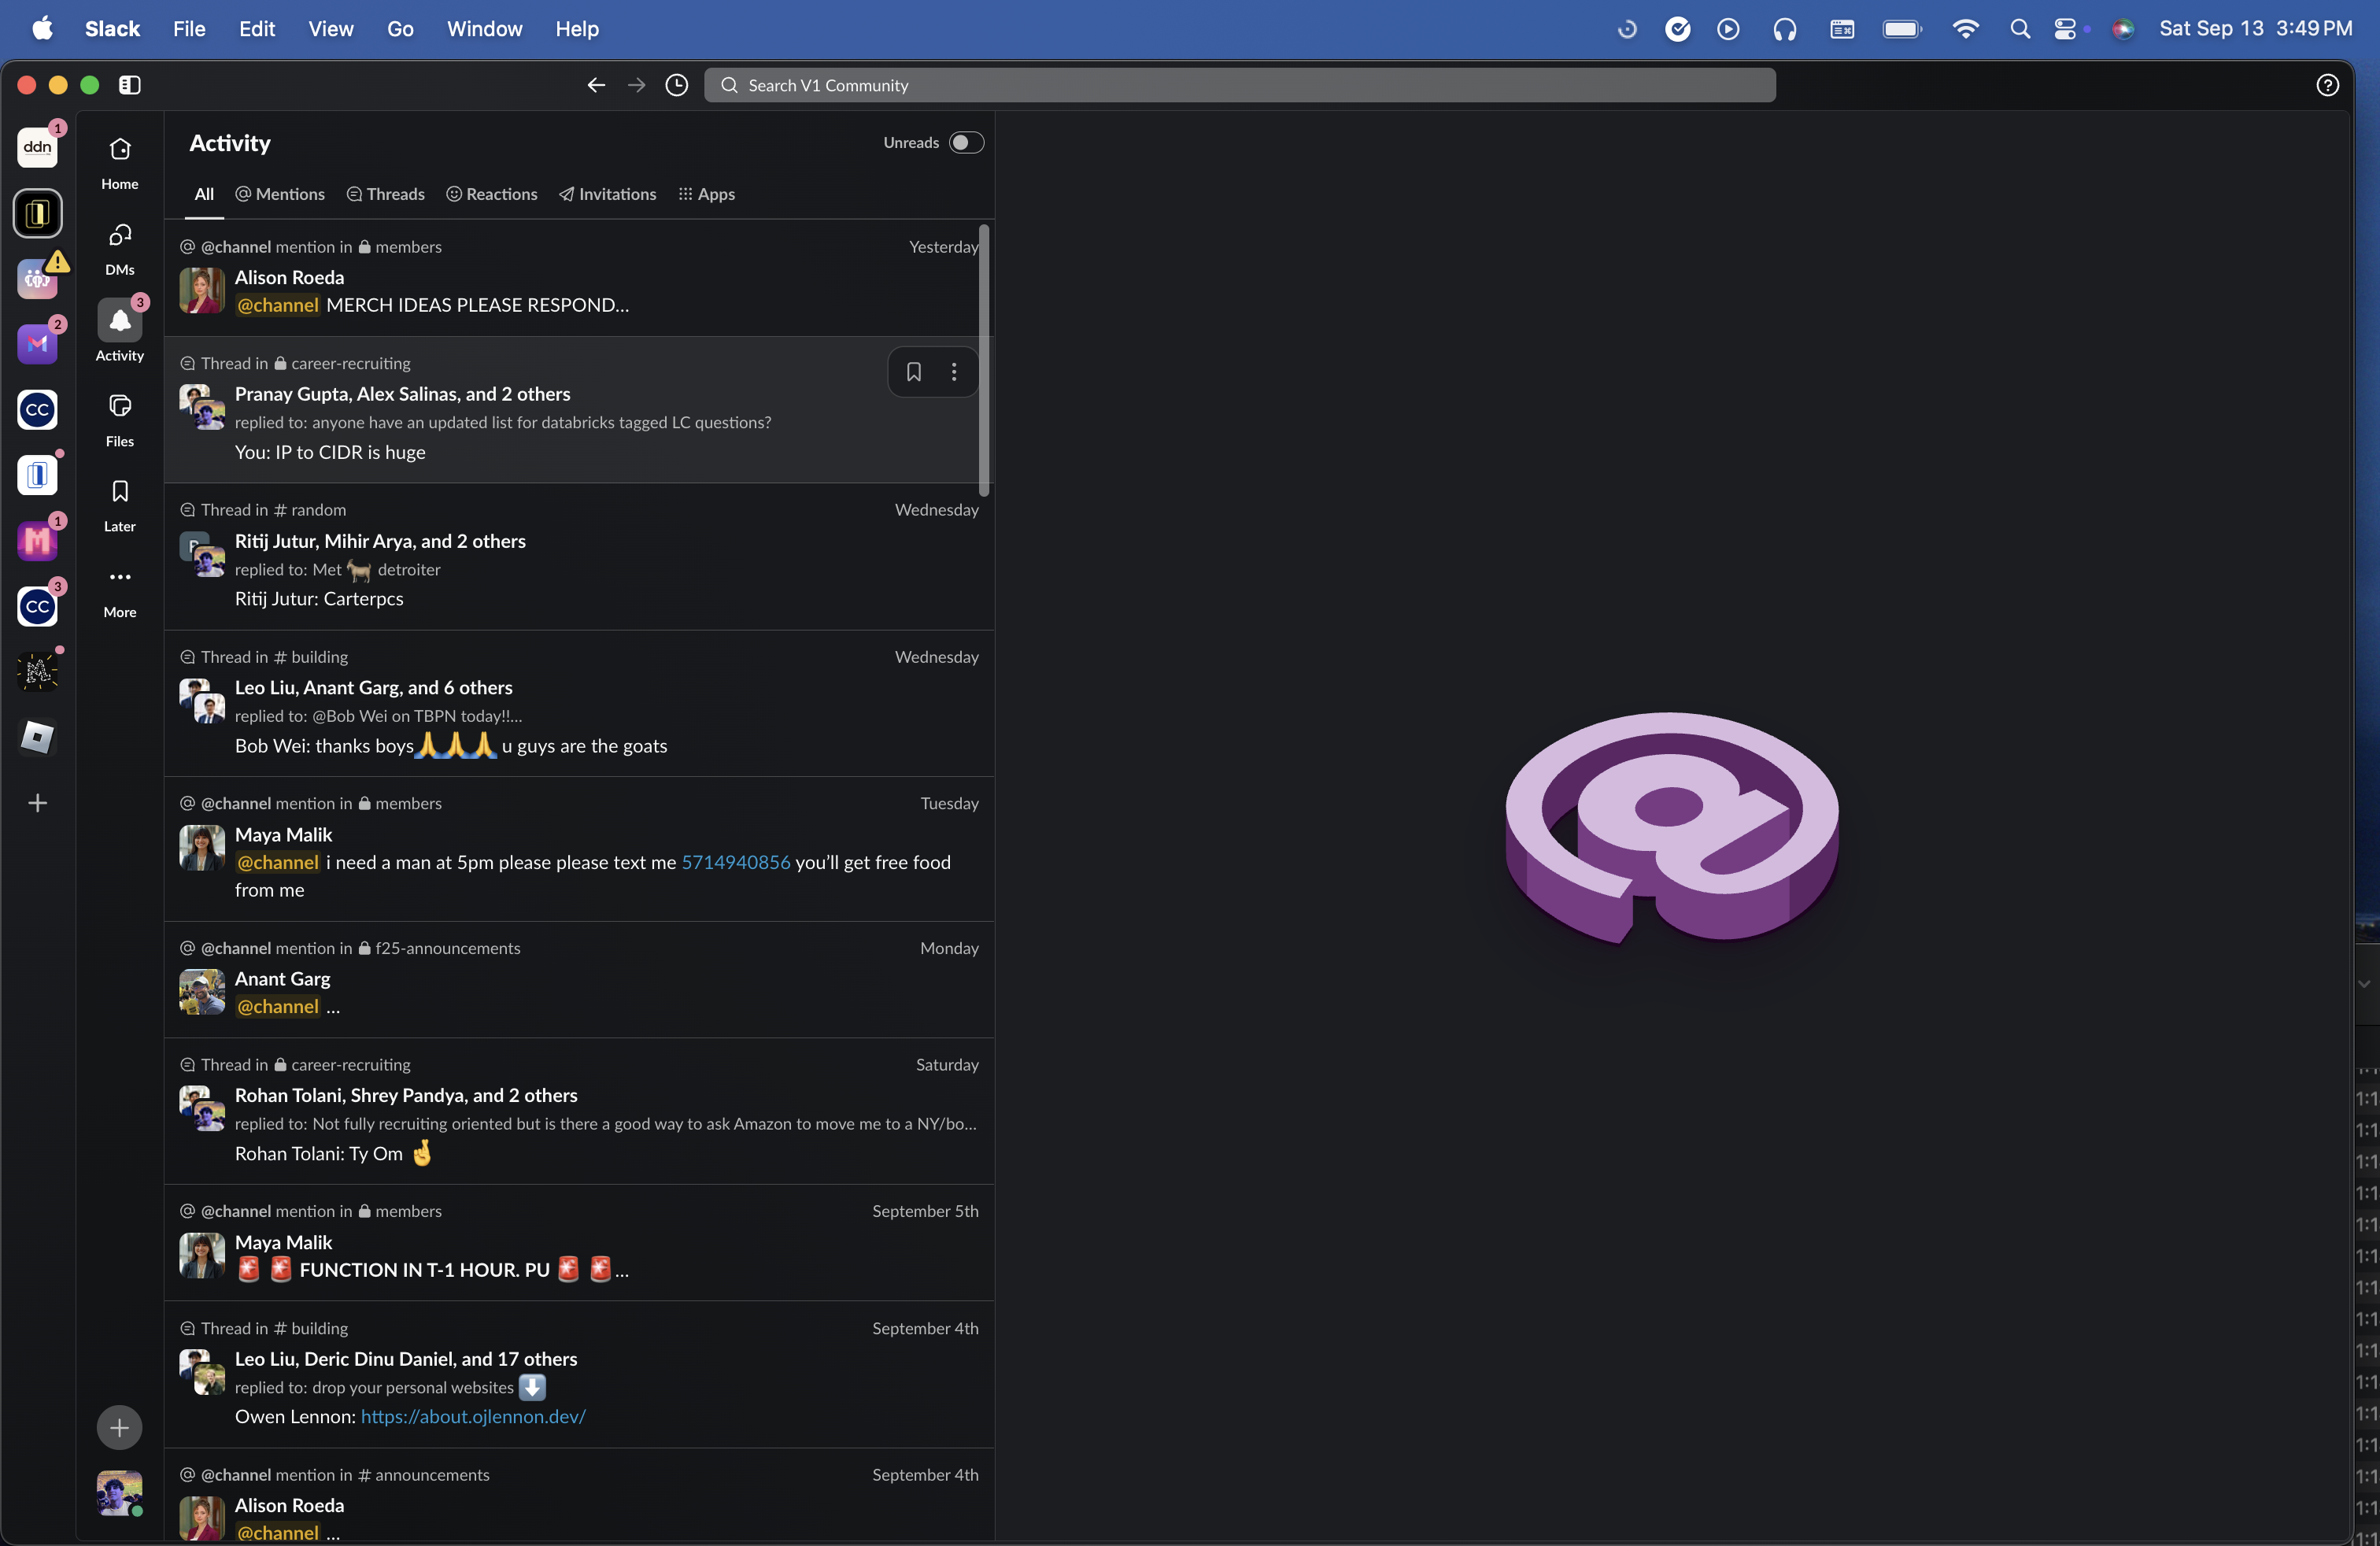 Slack File Edit View Go Window Help Sat Sep 13 3:49 PM
Search V1 Community
ddn
1
2
CC
1
3
CC
Home
DMs
3
Activity
Files
Later
More
Activity
Unreads
All Mentions Threads Reactions Invitations Apps
@channel mention in members Yesterday
Alison Roeda
@channel MERCH IDEAS PLEASE RESPOND...
Thread in career-recruiting
Pranay Gupta, Alex Salinas, and 2 others
replied to: anyone have an updated list for databricks tagged LC questions?
You: IP to CIDR is huge
Thread in # random Wednesday
Ritij Jutur, Mihir Arya, and 2 others
replied to: Met 🐐 detroiter
Ritij Jutur: Carterpcs
Thread in # building Wednesday
Leo Liu, Anant Garg, and 6 others
replied to: @Bob Wei on TBPN today!!...
Bob Wei: thanks boys🙏🙏🙏 u guys are the goats
@channel mention in members Tuesday
Maya Malik
@channel i need a man at 5pm please please text me 5714940856 you'll get free food
from me
@channel mention in f25-announcements Monday
Anant Garg
@channel ...
Thread in career-recruiting Saturday
Rohan Tolani, Shrey Pandya, and 2 others
replied to: Not fully recruiting oriented but is there a good way to ask Amazon to move me to a NY/bo...
Rohan Tolani: Ty Om 🤞
@channel mention in members September 5th
Maya Malik
🚨 🚨 FUNCTION IN T-1 HOUR. PU 🚨 🚨...
Thread in # building September 4th
Leo Liu, Deric Dinu Daniel, and 17 others
replied to: drop your personal websites ⬇️
Owen Lennon: https://about.ojlennon.dev/
@channel mention in # announcements September 4th
Alison Roeda
@channel ...